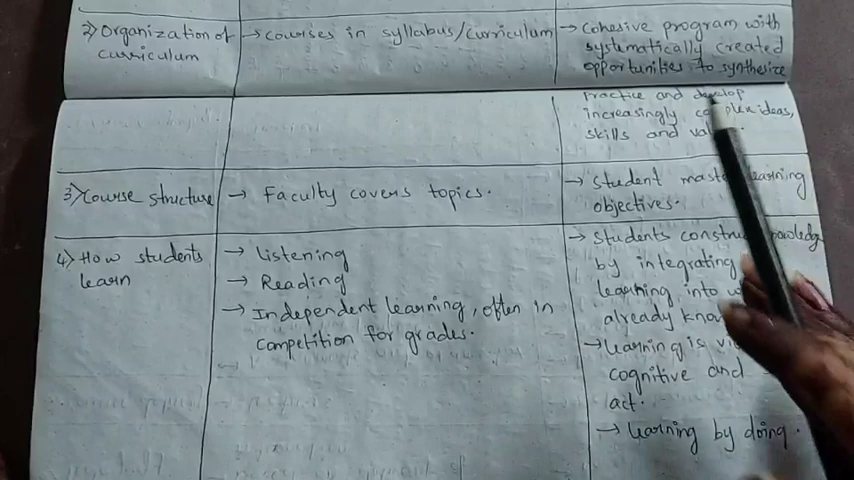 2) Organization of
curriculum
→ courses in syllabus/curriculum
→ Cohesive program with
systematically created
opportunities to synthesize
practice and develop
increasingly complex ideas,
skills and
3) Course structure
→ Faculty covers topics.
→ student learning
objectives.
4) How students
learn
→ Listening
→ Reading
→ Independent learning, often in
competition for grades.
→ Students
by integrating
learning into
already
→ learning is
cognitive and
act.
→ learning by doing.